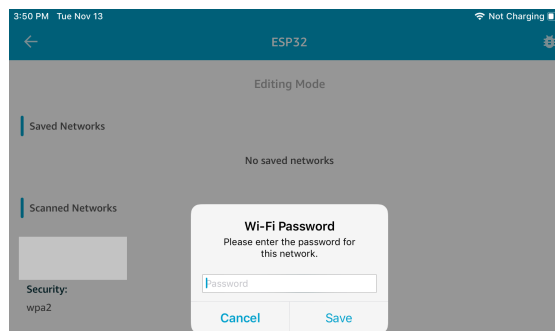 3:50 PM Tue Nov 13
Not Charging
ESP32
Editing Mode
Saved Networks
No saved networks
Scanned Networks
Wi-Fi Password
Please enter the password for
this network.
Password
Cancel
Save
Security:
wpa2